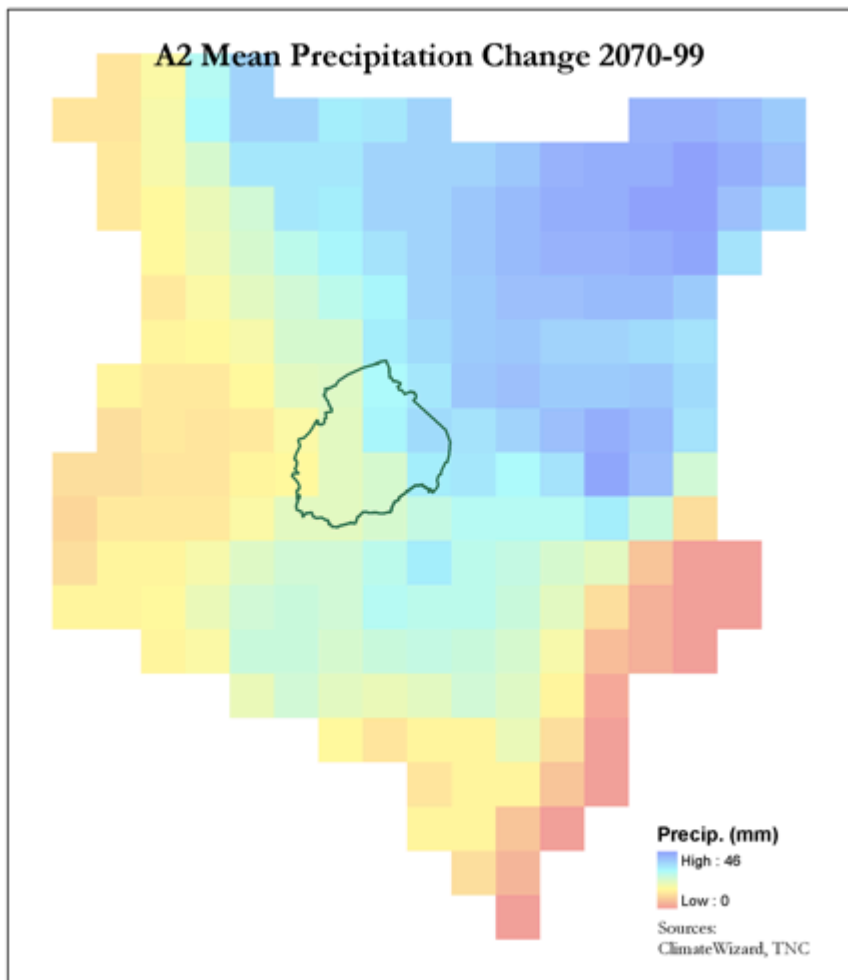 A2 Mean Precipitation Change 2070-99
Precip. (mm)
High : 46
Low : 0
Sources:
ClimateWizard, TNC